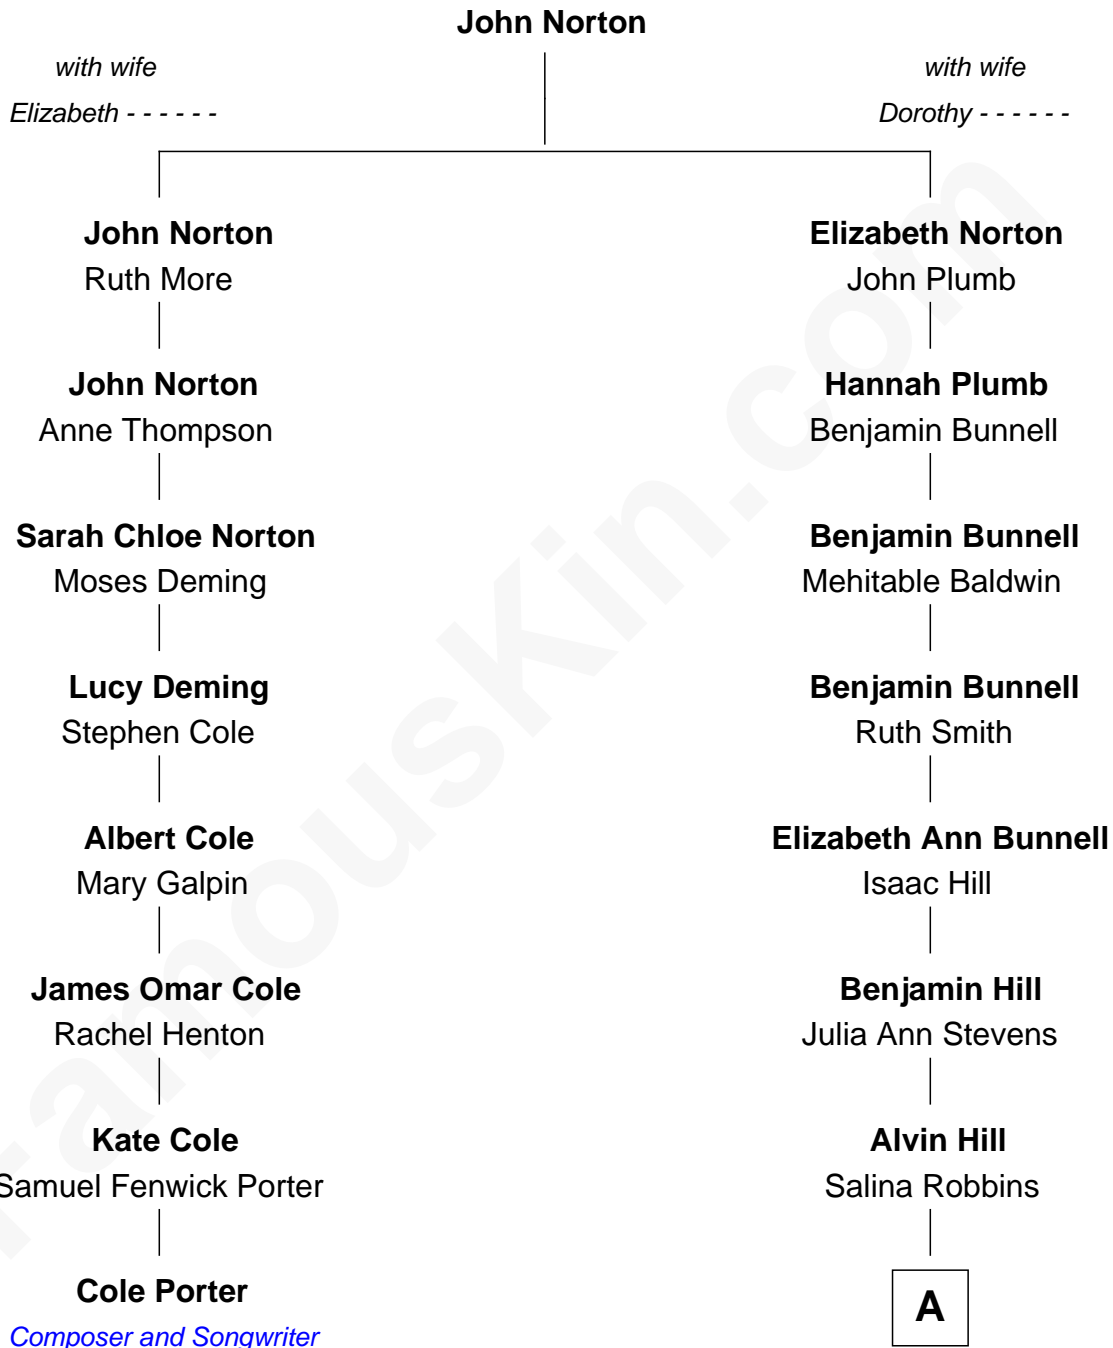 John Norton
with wife
Elizabeth - - - - - -
with wife
Dorothy - - - - - -
John Norton
Ruth More
John Norton
Anne Thompson
Sarah Chloe Norton
Moses Deming
Lucy Deming
Stephen Cole
Albert Cole
Mary Galpin
James Omar Cole
Rachel Henton
Kate Cole
Samuel Fenwick Porter
Cole Porter
Composer and Songwriter
Elizabeth Norton
John Plumb
Hannah Plumb
Benjamin Bunnell
Benjamin Bunnell
Mehitable Baldwin
Benjamin Bunnell
Ruth Smith
Elizabeth Ann Bunnell
Isaac Hill
Benjamin Hill
Julia Ann Stevens
Alvin Hill
Salina Robbins
A
FamousKin.com